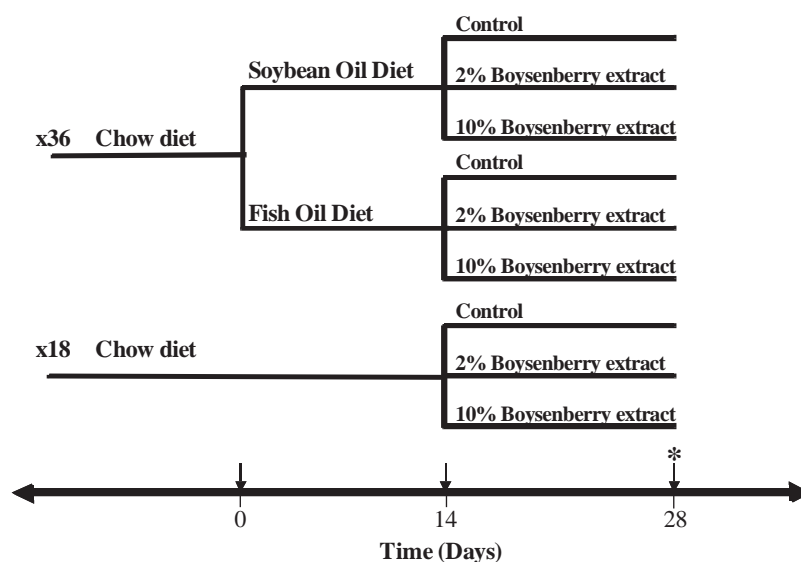 Control
Soybean Oil Diet
2% Boysenberry extract
10% Boysenberry extract
x36 Chow diet
Control
Fish Oil Diet
2% Boysenberry extract
10% Boysenberry extract
Control
x18 Chow diet
2% Boysenberry extract
10% Boysenberry extract
*
0 14 28
Time (Days)